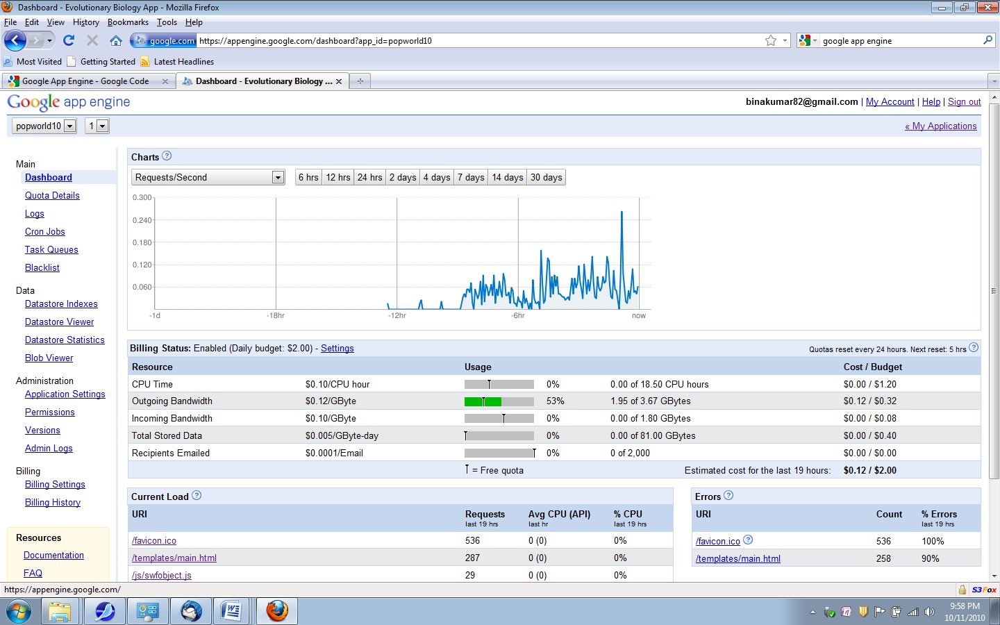 Dashboard - Evolutionary Biology App - Mozilla Firefox
File Edit View History Bookmarks Tools Help
google.com https://appengine.google.com/dashboard?app_id=popworld10 google app engine
Most Visited Getting Started Latest Headlines
Google App Engine - Google Code Dashboard - Evolutionary Biology ...
Google app engine binakumar82@gmail.com | My Account | Help | Sign out
popworld10 1 « My Applications
Main
Dashboard
Quota Details
Logs
Cron Jobs
Task Queues
Blacklist
Data
Datastore Indexes
Datastore Viewer
Datastore Statistics
Blob Viewer
Administration
Application Settings
Permissions
Versions
Admin Logs
Billing
Billing Settings
Billing History
Resources
Documentation
FAQ
Charts ?
Requests/Second 6 hrs 12 hrs 24 hrs 2 days 4 days 7 days 14 days 30 days
0.300
0.240
0.180
0.120
0.060
-1d -18hr -12hr -6hr now
Billing Status: Enabled (Daily budget: $2.00) - Settings Quotas reset every 24 hours. Next reset: 5 hrs ?
Resource Usage Cost / Budget
CPU Time $0.10/CPU hour 0% 0.00 of 18.50 CPU hours $0.00 / $1.20
Outgoing Bandwidth $0.12/GByte 53% 1.95 of 3.67 GBytes $0.12 / $0.32
Incoming Bandwidth $0.10/GByte 0% 0.00 of 1.80 GBytes $0.00 / $0.08
Total Stored Data $0.005/GByte-day 0% 0.00 of 81.00 GBytes $0.00 / $0.40
Recipients Emailed $0.0001/Email 0% 0 of 2,000 $0.00 / $0.00
= Free quota Estimated cost for the last 19 hours: $0.12 / $2.00
Current Load ?
URI Requests Avg CPU (API) % CPU
last 19 hrs last hr last 19 hrs
/favicon.ico 536 0 (0) 0%
/templates/main.html 287 0 (0) 0%
/js/swfobject.js 29 0 (0) 0%
Errors ?
URI Count % Errors
last 19 hrs
/favicon.ico ? 536 100%
/templates/main.html 258 90%
https://appengine.google.com/ S3Fox
9:58 PM
10/11/2010